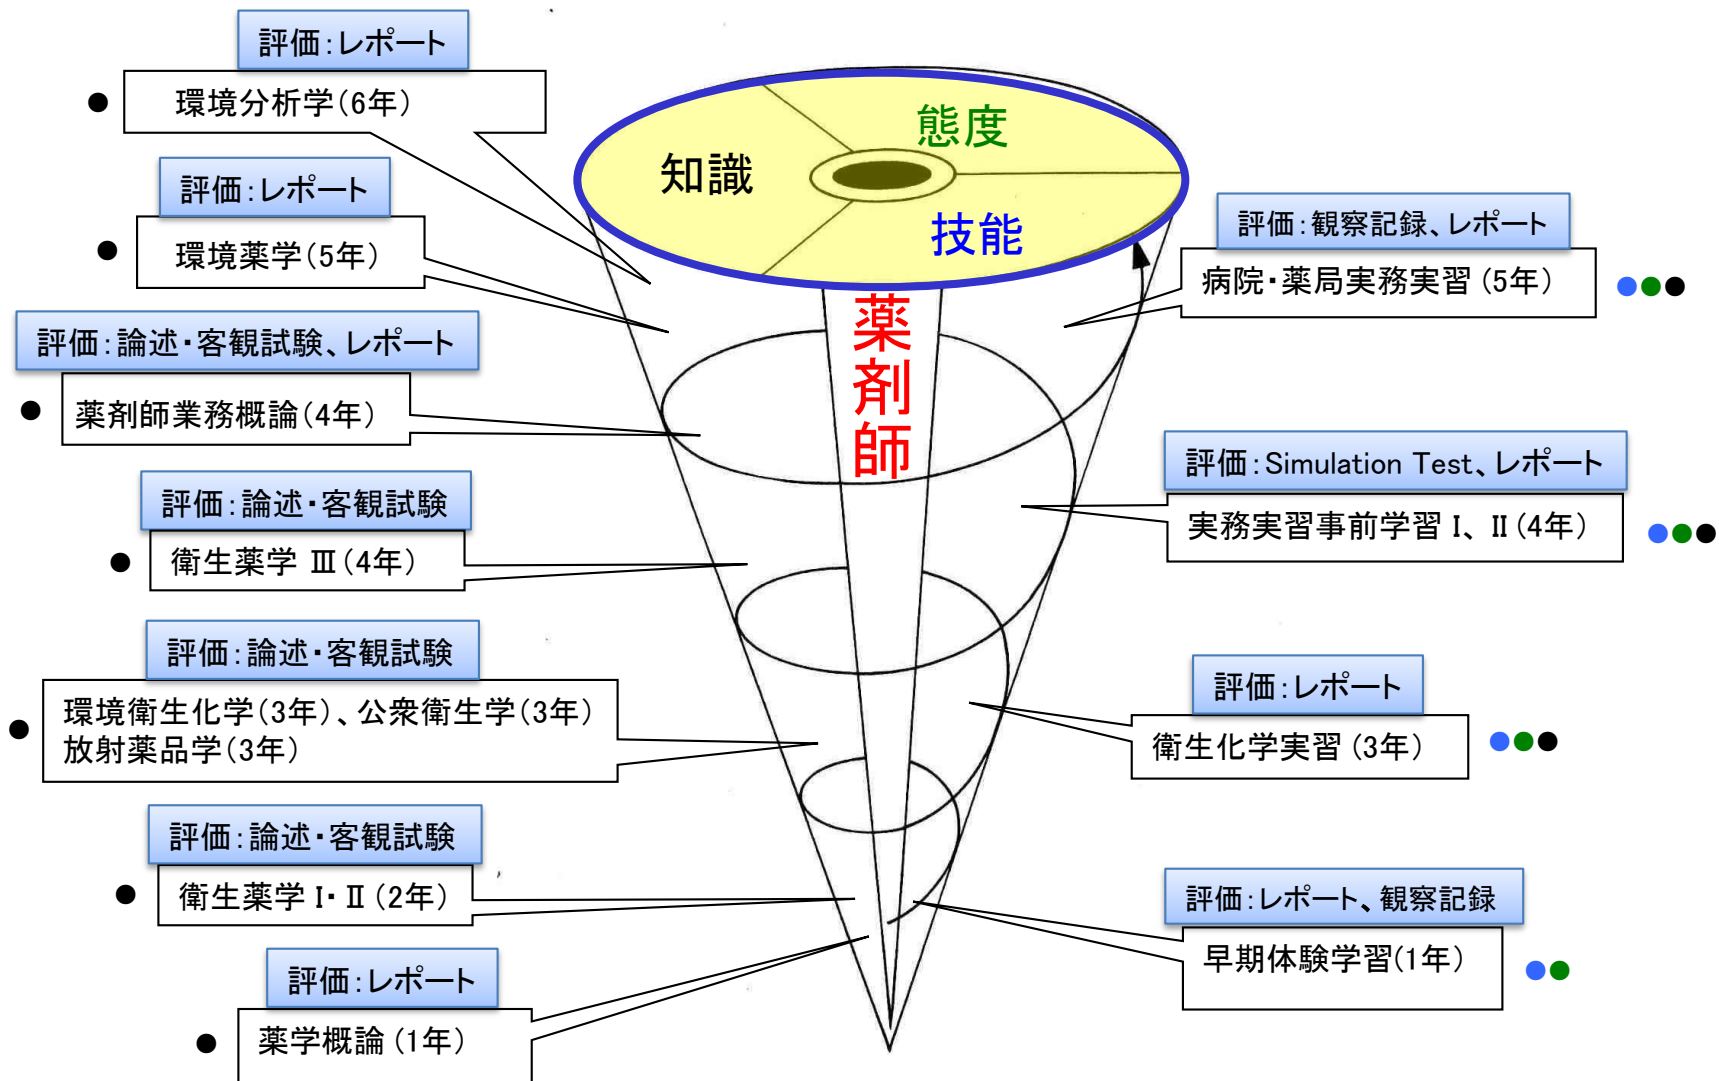 評価:レポート
環境分析学(6年)
評価:レポート
環境薬学(5年)
評価:論述・客観試験、レポート
薬剤師業務概論(4年)
評価:論述・客観試験
衛生薬学 Ⅲ(4年)
評価:論述・客観試験
環境衛生化学(3年)、公衆衛生学(3年)
放射薬品学(3年)
評価:論述・客観試験
衛生薬学 Ⅰ・Ⅱ(2年)
評価:レポート
薬学概論(1年)
知識
態度
技能
薬剤師
評価:観察記録、レポート
病院・薬局実務実習(5年)
評価:Simulation Test、レポート
実務実習事前学習 Ⅰ、Ⅱ(4年)
評価:レポート
衛生化学実習(3年)
評価:レポート、観察記録
早期体験学習(1年)